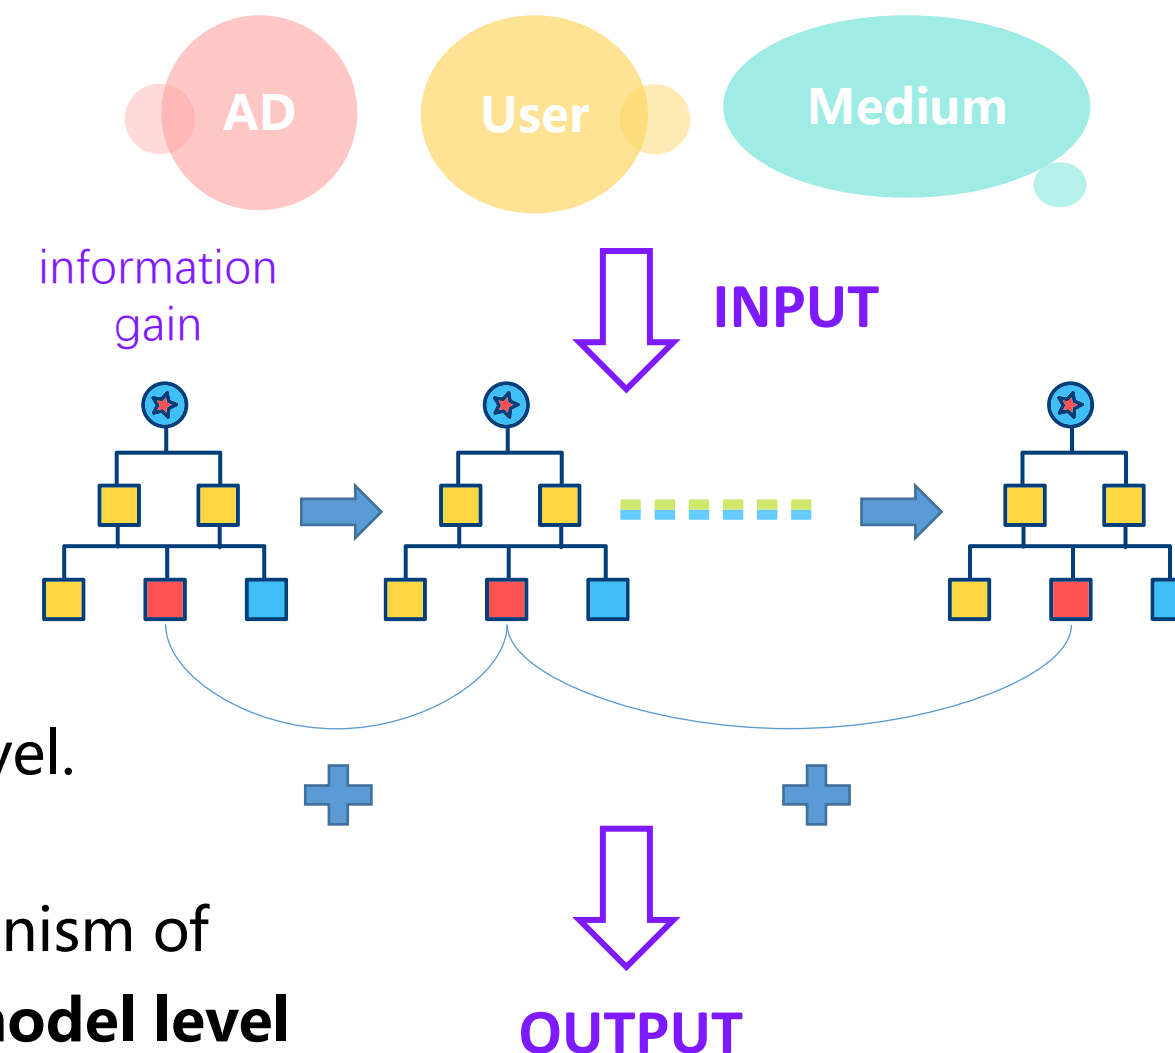 AD
User
Medium
information
gain
INPUT
vel.
nism of
nodel level
OUTPUT